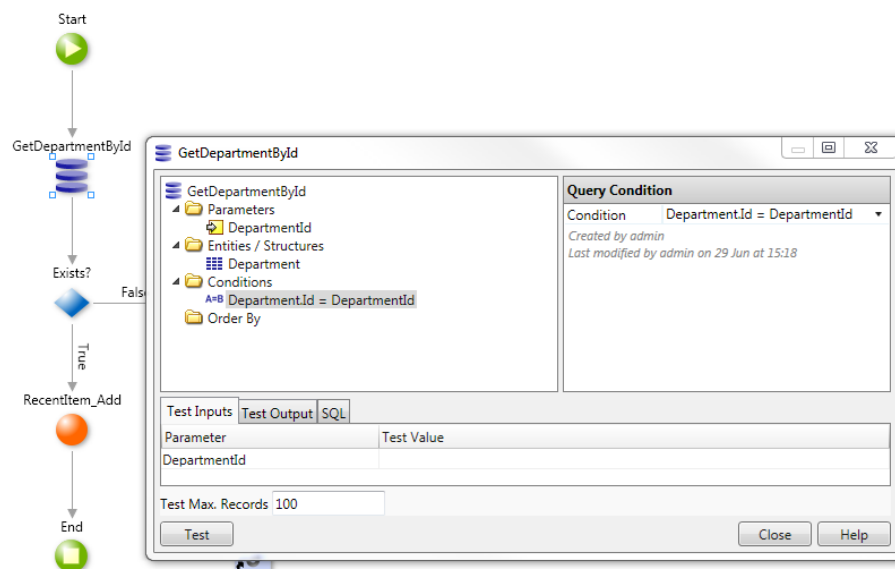 Start
GetDepartmentById
Exists?
False
True
RecentItem_Add
End
GetDepartmentById
GetDepartmentById
Parameters
DepartmentId
Entities / Structures
Department
Conditions
A=B Department.Id = DepartmentId
Order By
Query Condition
Condition Department.Id = DepartmentId
Created by admin
Last modified by admin on 29 Jun at 15:18
Test Inputs Test Output SQL
Parameter Test Value
DepartmentId
Test Max. Records 100
Test Close Help